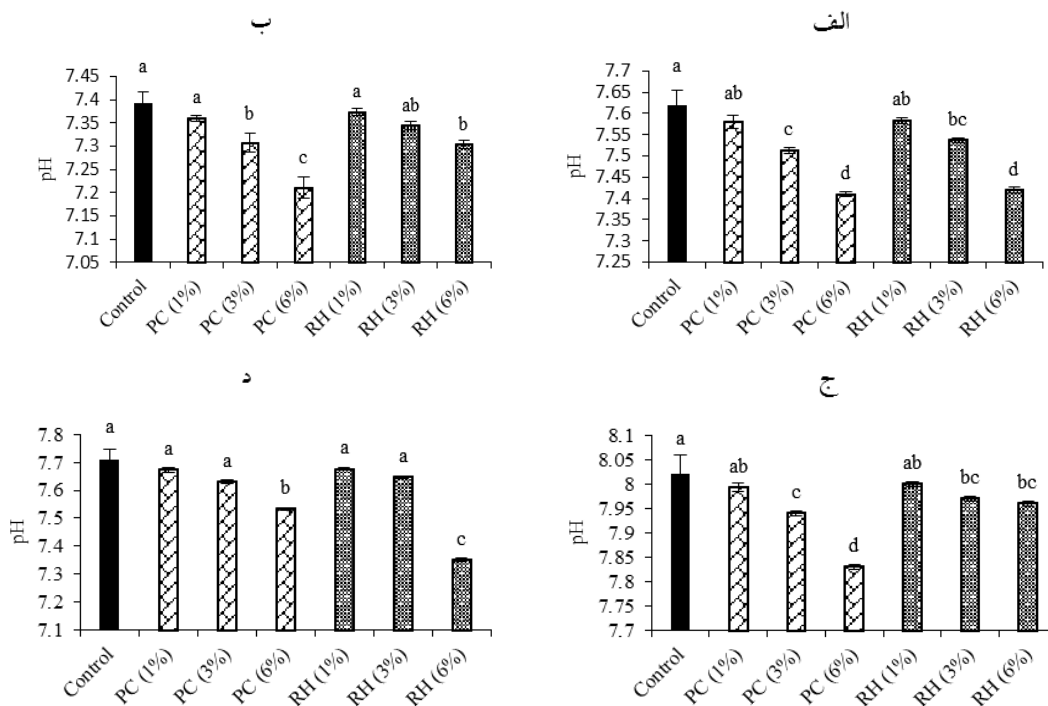 ب
a
a
b
c
a
ab
b
7.45
7.4
7.35
7.3
7.25
7.2
7.15
7.1
7.05
pH
Control
PC (1%)
PC (3%)
PC (6%)
RH (1%)
RH (3%)
RH (6%)
الف
a
ab
c
d
ab
bc
d
7.7
7.65
7.6
7.55
7.5
7.45
7.4
7.35
7.3
7.25
pH
Control
PC (1%)
PC (3%)
PC (6%)
RH (1%)
RH (3%)
RH (6%)
د
a
a
a
b
a
a
c
7.8
7.7
7.6
7.5
7.4
7.3
7.2
7.1
pH
Control
PC (1%)
PC (3%)
PC (6%)
RH (1%)
RH (3%)
RH (6%)
ج
a
ab
c
d
ab
bc
bc
8.1
8.05
8
7.95
7.9
7.85
7.8
7.75
7.7
pH
Control
PC (1%)
PC (3%)
PC (6%)
RH (1%)
RH (3%)
RH (6%)